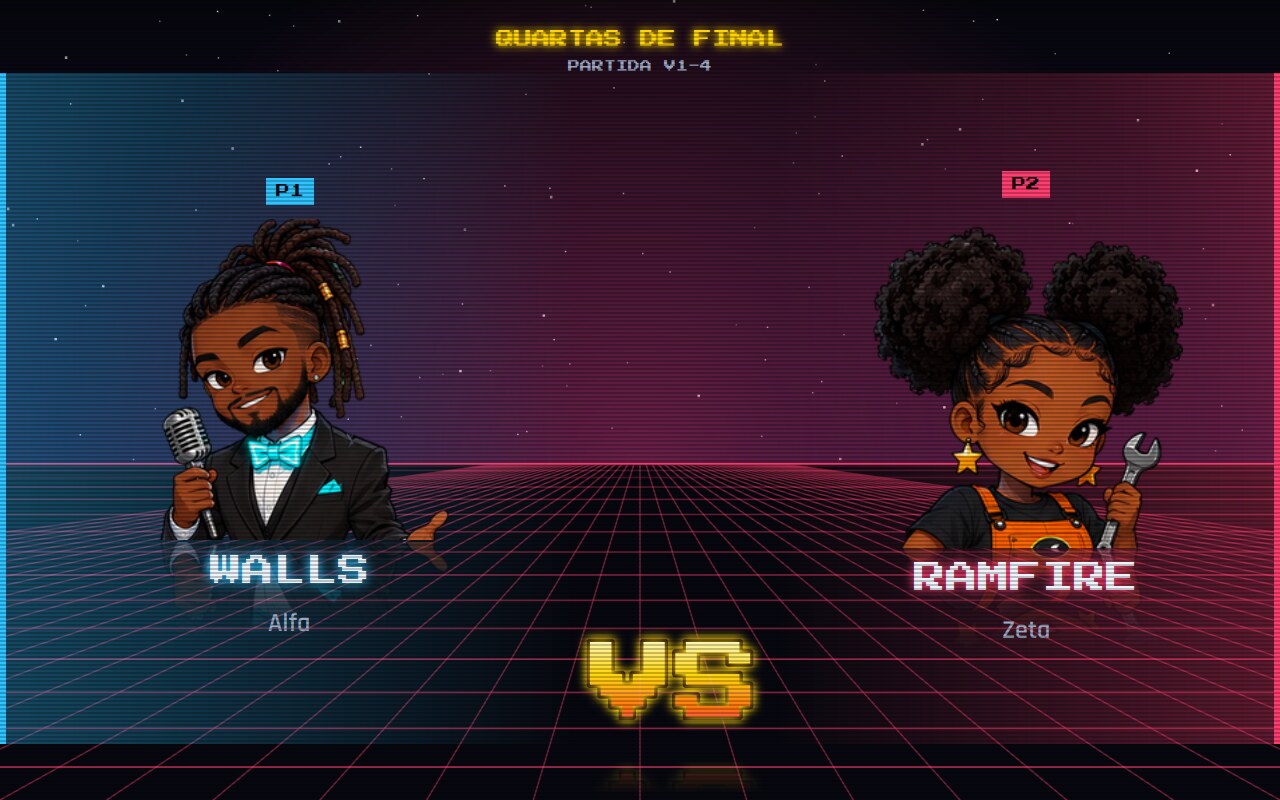 QUARTAS DE FINAL
PARTIDA V1-4
P1
P2
WALLS
RAMFIRE
Alfa
Zeta
VS